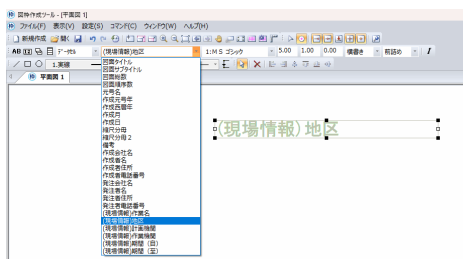 図枠作成ツール - [平面図 1]
ファイル(F) 表示(V) 設定(S) コマンド(C) ウィンドウ(W) ヘルプ(H)
新規作成 開く
データ付ら (現場情報)地区 1:MS ゴシック 5.00 1.00 0.00 横書き 前詰め I
1.実線
平面図 1
図面タイトル
図面サブタイトル
図面総数
図面順序数
元号名
作成元号年
作成西暦年
作成月
作成日
縮尺分母
縮尺分母2
備考
作成会社名
作成者名
作成者住所
作成者電話番号
発注会社名
発注者名
発注者住所
発注者電話番号
(現場情報)作業名
(現場情報)地区
(現場情報)計画機関
(現場情報)作業機関
(現場情報)期間(自)
(現場情報)期間(至)
(現場情報)地区